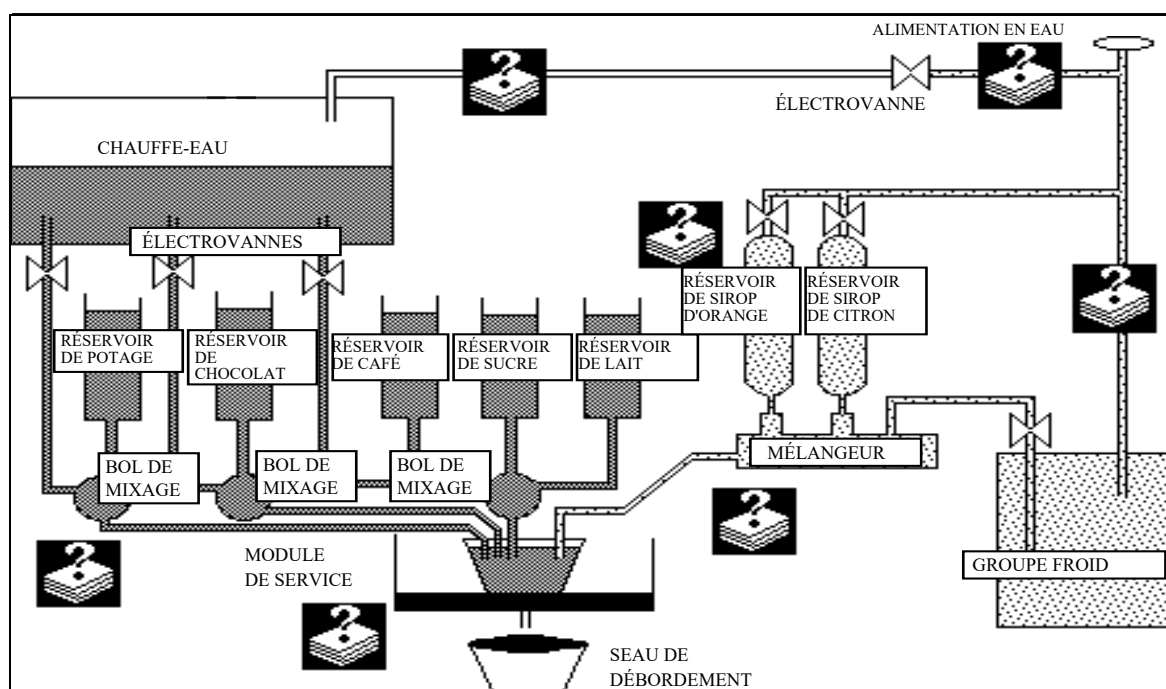 ALIMENTATION EN EAU
ÉLECTROVANNE
CHAUFFE-EAU
ÉLECTROVANNES
RÉSERVOIR
DE POTAGE
RÉSERVOIR
DE
CHOCOLAT
RÉSERVOIR
DE CAFÉ
RÉSERVOIR
DE SUCRE
RÉSERVOIR
DE LAIT
RÉSERVOIR
DE SIROP
D'ORANGE
RÉSERVOIR
DE SIROP
DE CITRON
BOL DE
MIXAGE
BOL DE
MIXAGE
BOL DE
MIXAGE
MÉLANGEUR
MODULE
DE SERVICE
GROUPE FROID
SEAU DE
DÉBORDEMENT
?
?
?
?
?
?
?